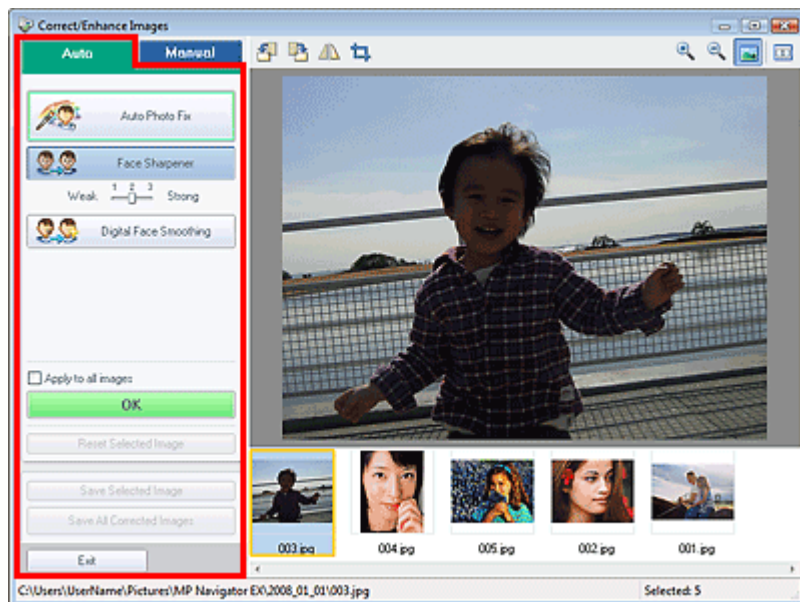 Correct/Enhance Images
Auto
Manual
Auto Photo Fix
Face Sharpener
1 2 3
Weak Strong
Digital Face Smoothing
Apply to all images
OK
Reset Selected Image
Save Selected Image
Save All Corrected Images
Exit
003.jpg
004.jpg
005.jpg
002.jpg
001.jpg
C:\Users\UserName\Pictures\MP Navigator EX\2008_01_01\003.jpg
Selected: 5